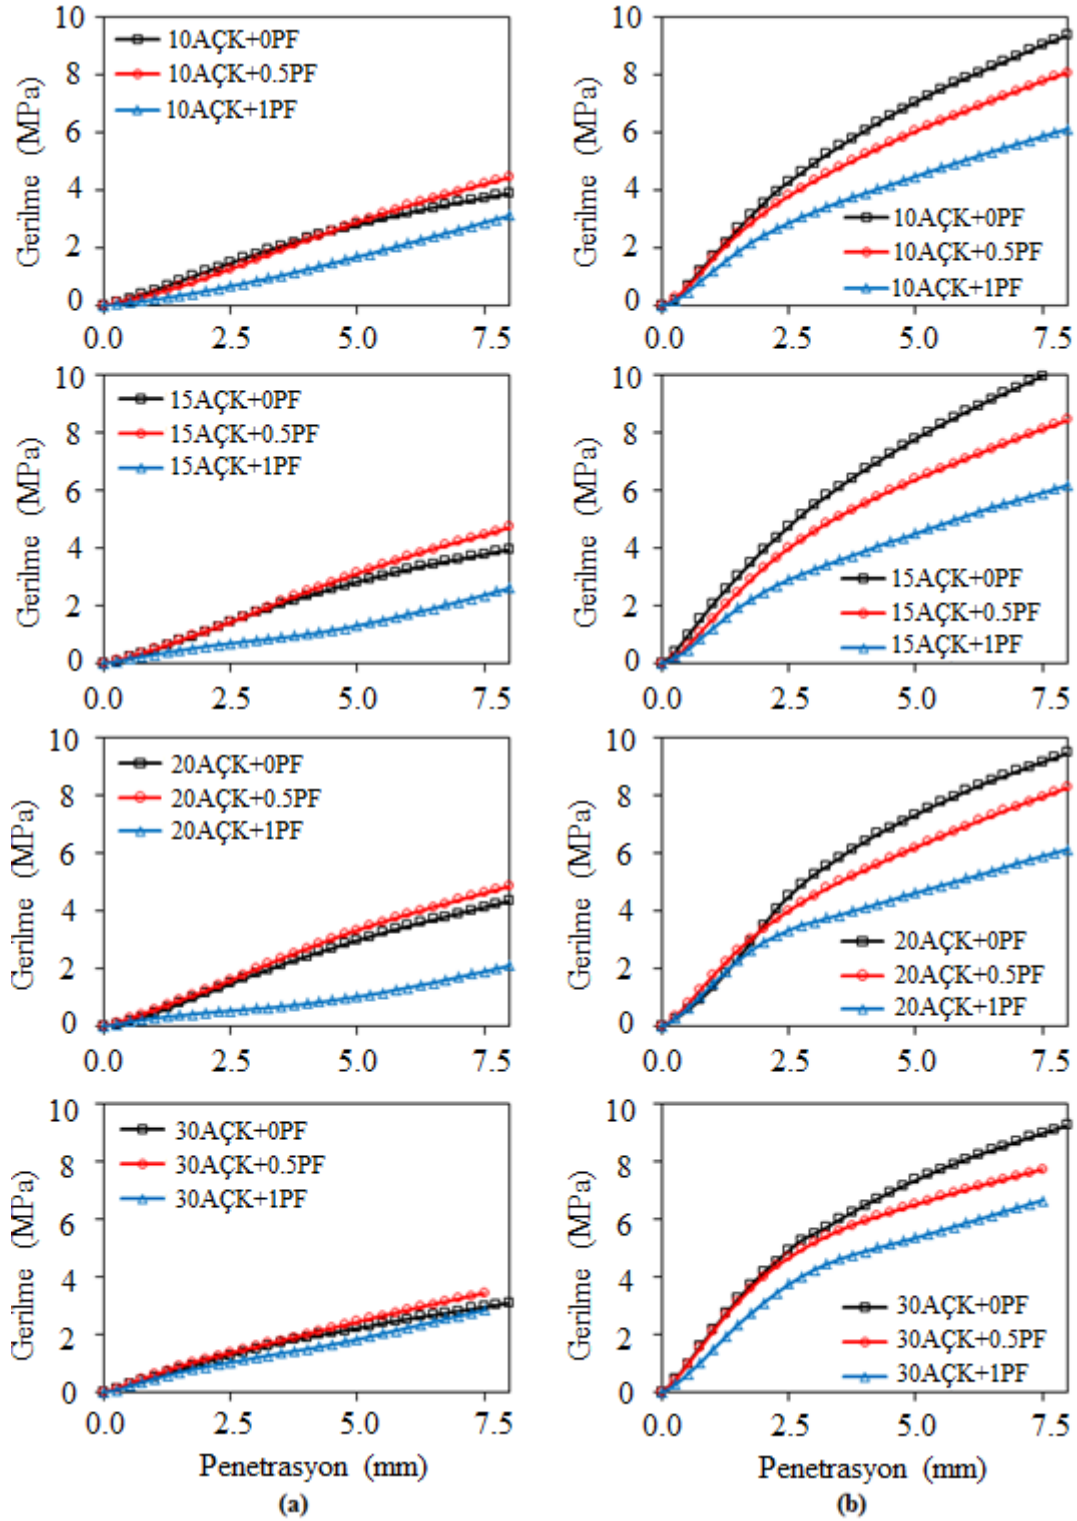 10
8
6
4
2
0
Gerilme (MPa)
10AÇK+0PF
10AÇK+0.5PF
10AÇK+1PF
0.0 2.5 5.0 7.5
10
8
6
4
2
0
Gerilme (MPa)
10AÇK+0PF
10AÇK+0.5PF
10AÇK+1PF
0.0 2.5 5.0 7.5
10
8
6
4
2
0
Gerilme (MPa)
15AÇK+0PF
15AÇK+0.5PF
15AÇK+1PF
0.0 2.5 5.0 7.5
10
8
6
4
2
0
Gerilme (MPa)
15AÇK+0PF
15AÇK+0.5PF
15AÇK+1PF
0.0 2.5 5.0 7.5
10
8
6
4
2
0
Gerilme (MPa)
20AÇK+0PF
20AÇK+0.5PF
20AÇK+1PF
0.0 2.5 5.0 7.5
10
8
6
4
2
0
Gerilme (MPa)
20AÇK+0PF
20AÇK+0.5PF
20AÇK+1PF
0.0 2.5 5.0 7.5
10
8
6
4
2
0
Gerilme (MPa)
30AÇK+0PF
30AÇK+0.5PF
30AÇK+1PF
0.0 2.5 5.0 7.5
Penetrasyon (mm)
(a)
10
8
6
4
2
0
Gerilme (MPa)
30AÇK+0PF
30AÇK+0.5PF
30AÇK+1PF
0.0 2.5 5.0 7.5
Penetrasyon (mm)
(b)